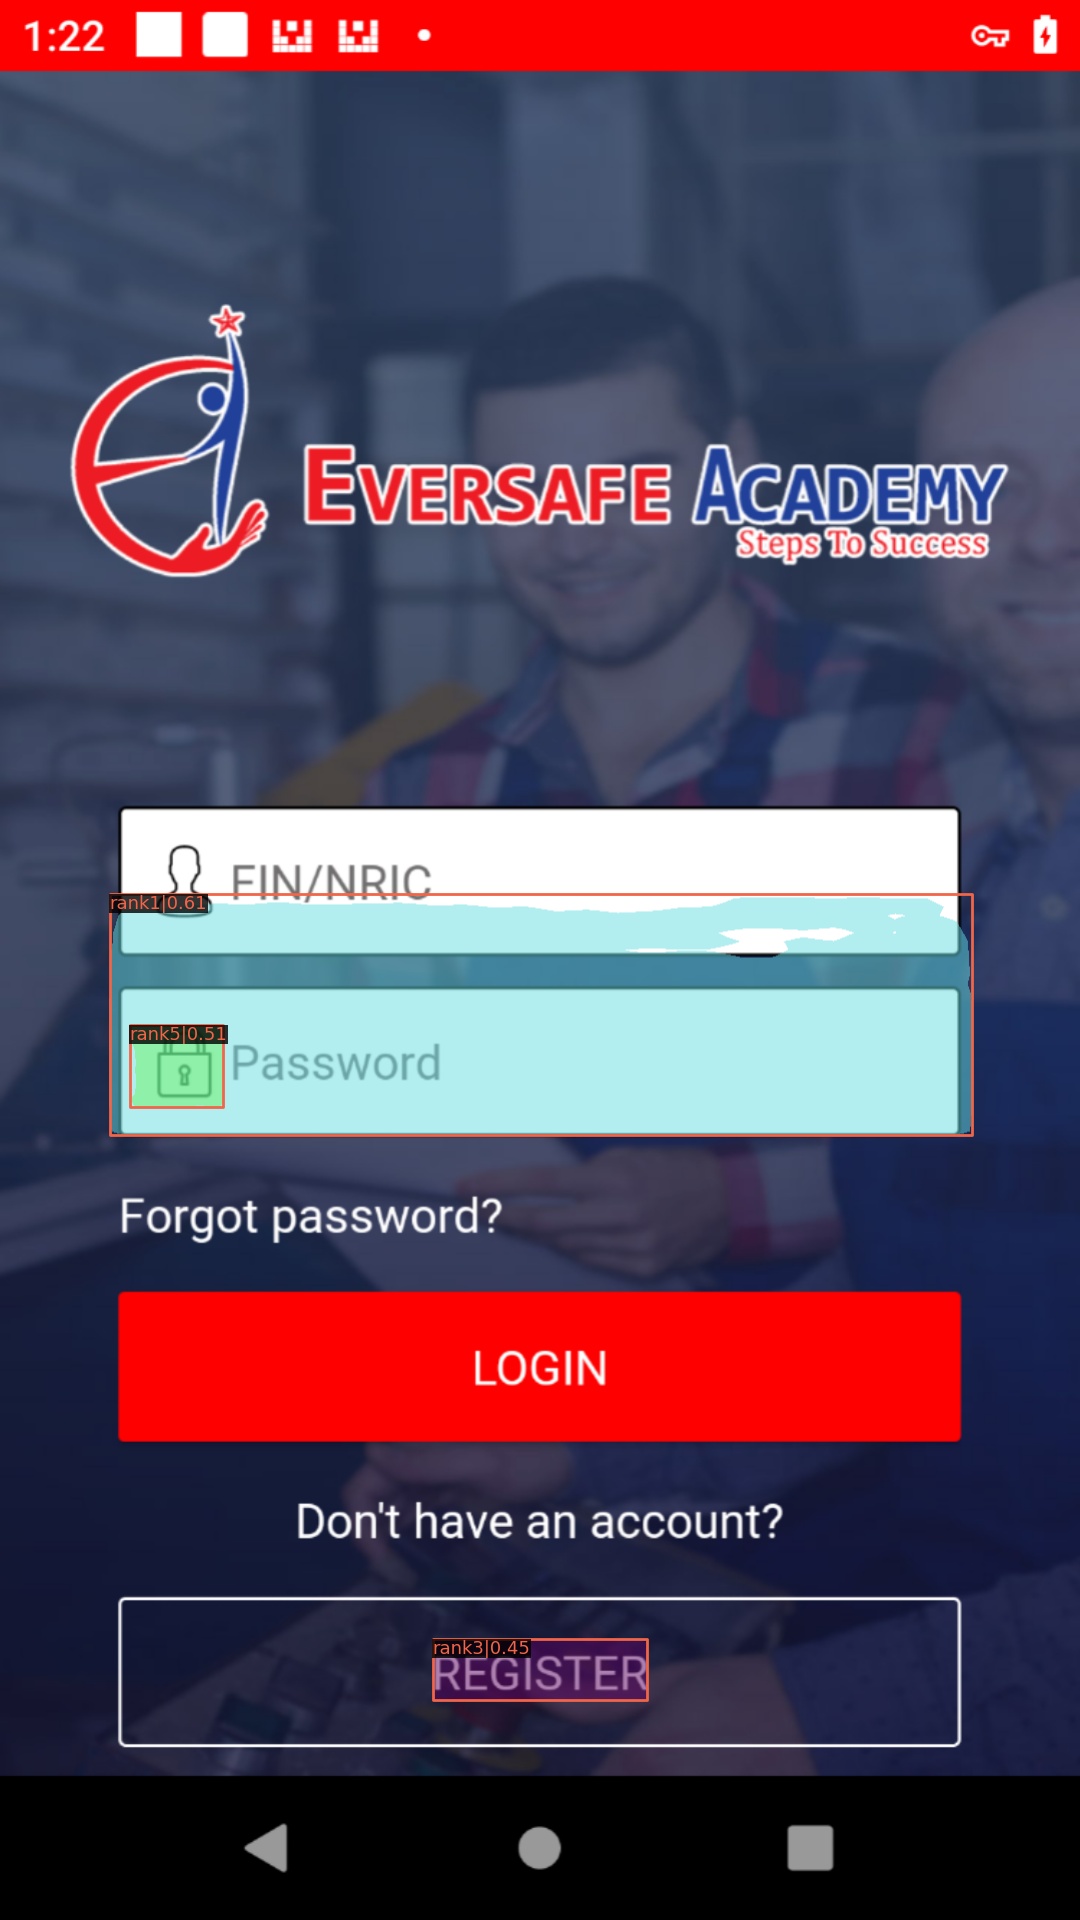 1:22
EVERSAFE ACADEMY
Steps To Success
FIN/NRIC
rank1|0.61
rank5|0.51
Password
Forgot password?
LOGIN
Don't have an account?
rank3|0.45
REGISTER